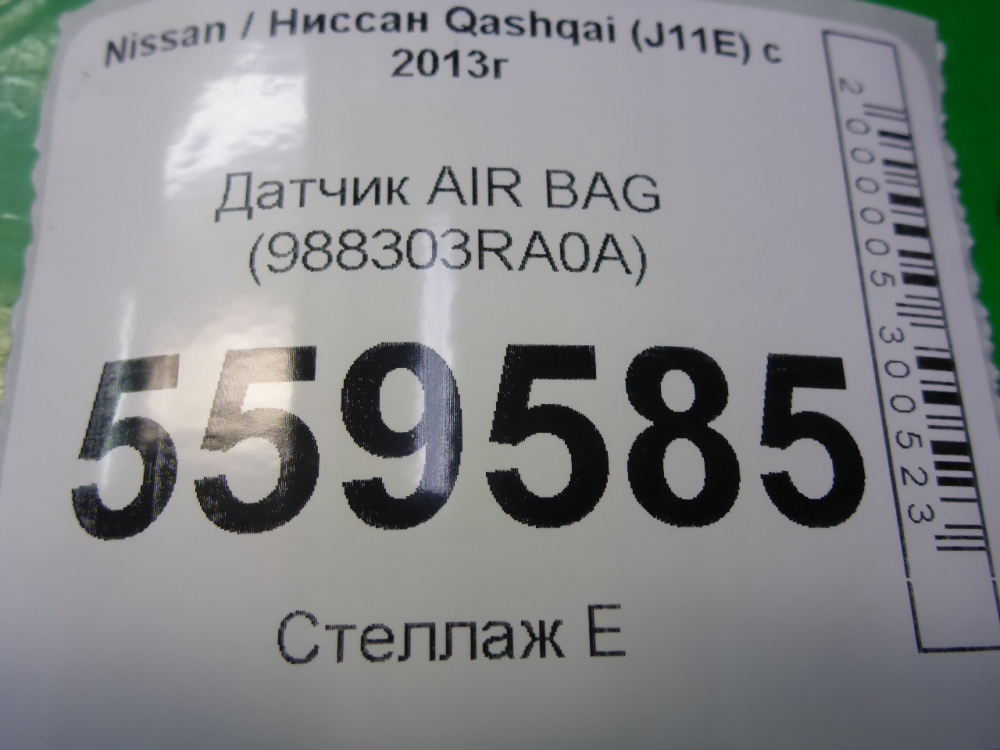 Nissan / Ниссан Qashqai (J11E) с
2013г
Датчик AIR BAG
(988303RA0A)
559585
Стеллаж Е
2000005300523